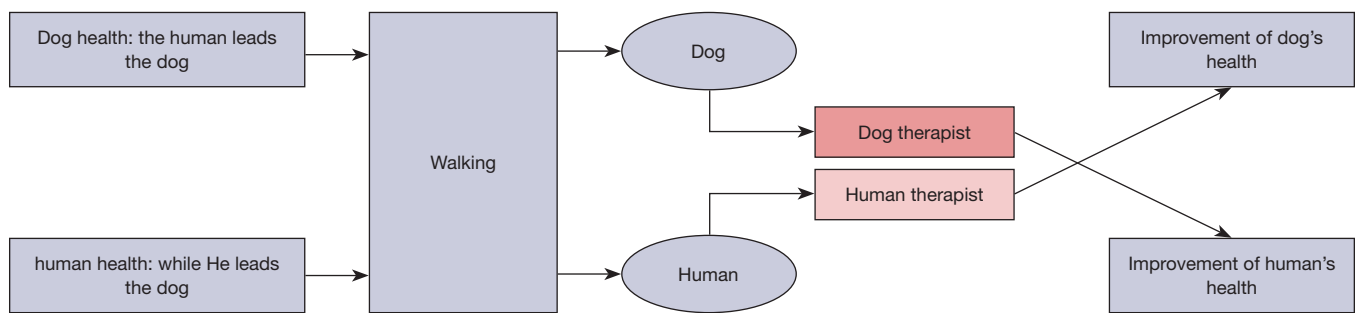 Dog health: the human leads
the dog
Walking
Dog
Dog therapist
Human therapist
Improvement of dog's
health
human health: while He leads
the dog
Human
Improvement of human's
health